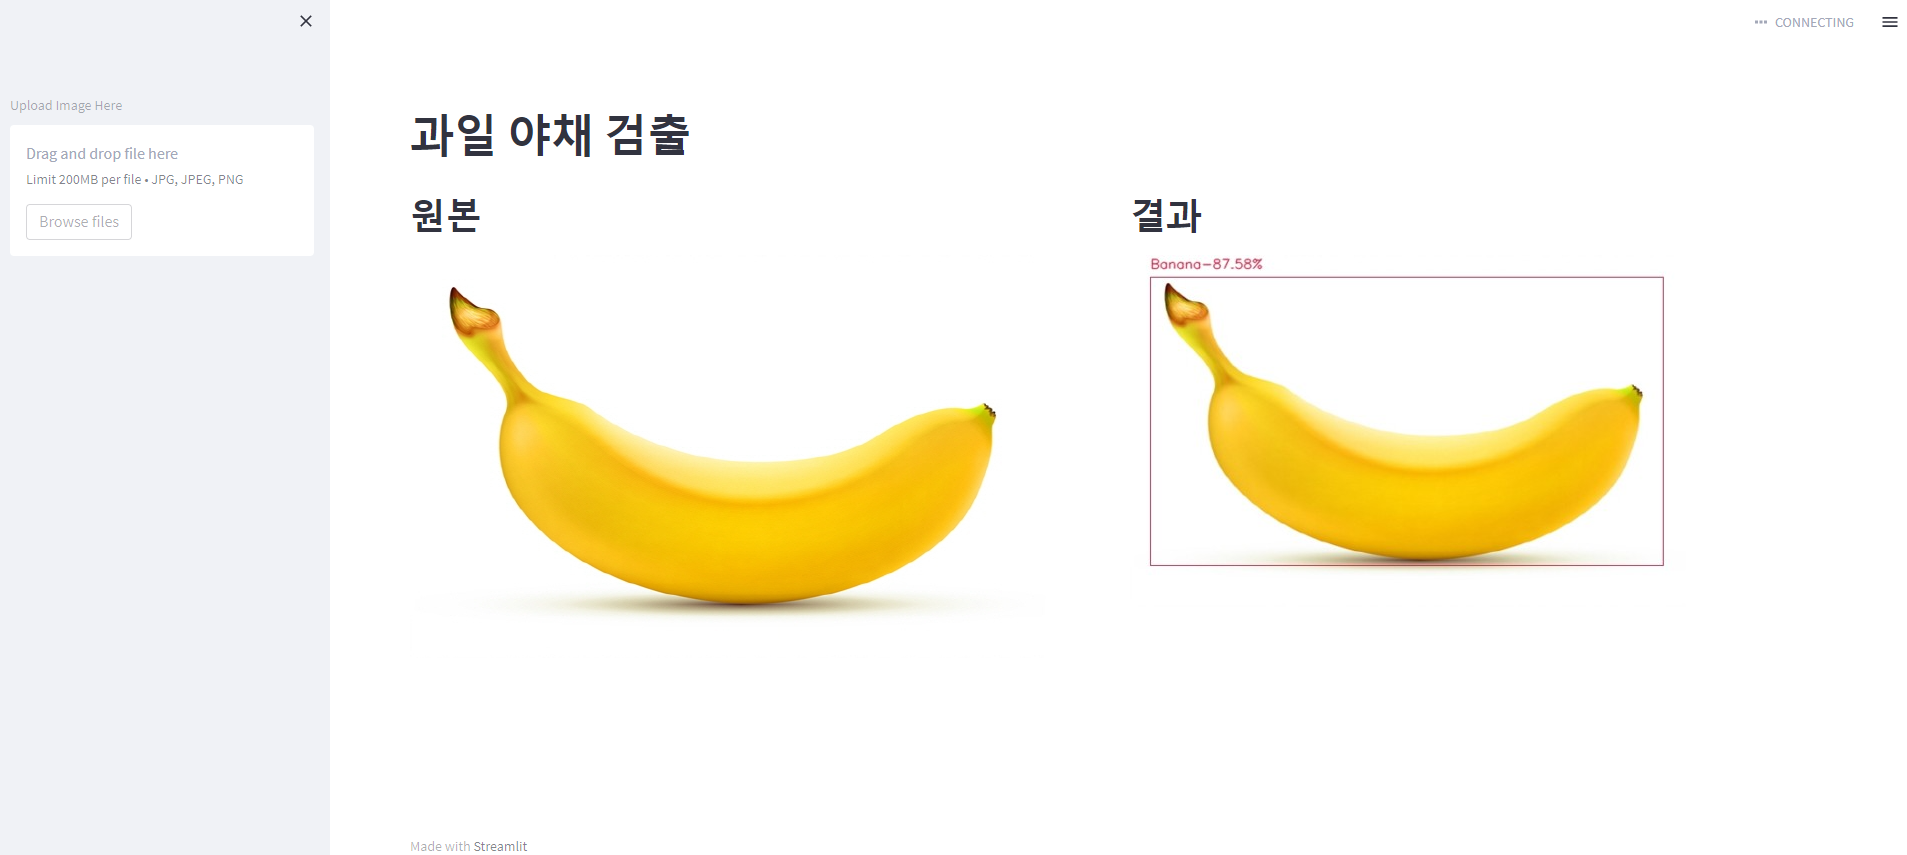 CONNECTING
Upload Image Here
Drag and drop file here
Limit 200MB per file • JPG, JPEG, PNG
Browse files
과일 야채 검출
원본
결과
Banana-87.58%
Made with Streamlit